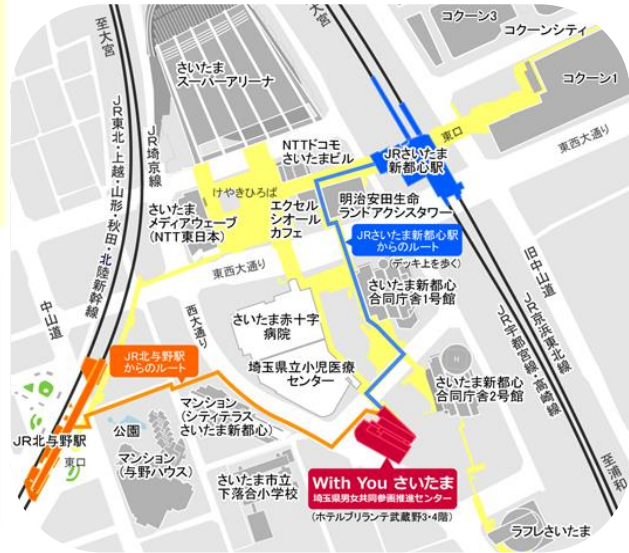 コクーン3
コクーンシティ
至大宮
至大宮
さいたま
スーパーアリーナ
コクーン1
JR東北・上越・山形・秋田・北陸新幹線
JR埼京線
東口
NTTドコモ
さいたまビル
JRさいたま
新都心駅
東西大通り
けやきひろば
明治安田生命
ランドアクシスタワー
さいたま
メディアウェーブ
(NTT東日本)
エクセル
シオール
カフェ
JRさいたま新都心駅
からのルート
(デッキ上を歩く)
東西大通り
旧中山道
中山道
西大通り
さいたま新都心
合同庁舎1号館
さいたま赤十字
病院
JR京浜東北線
JR宇都宮線・高崎線
JR北与野駅
からのルート
埼玉県立小児医療
センター
H
さいたま新都心
合同庁舎2号館
マンション
(シティテラス
さいたま新都心)
JR北与野駅
公園
東口
マンション
(与野ハウス)
さいたま市立
下落合小学校
With You さいたま
埼玉県男女共同参画推進センター
(ホテルブリランテ武蔵野3・4階)
至浦和
ラフレさいたま